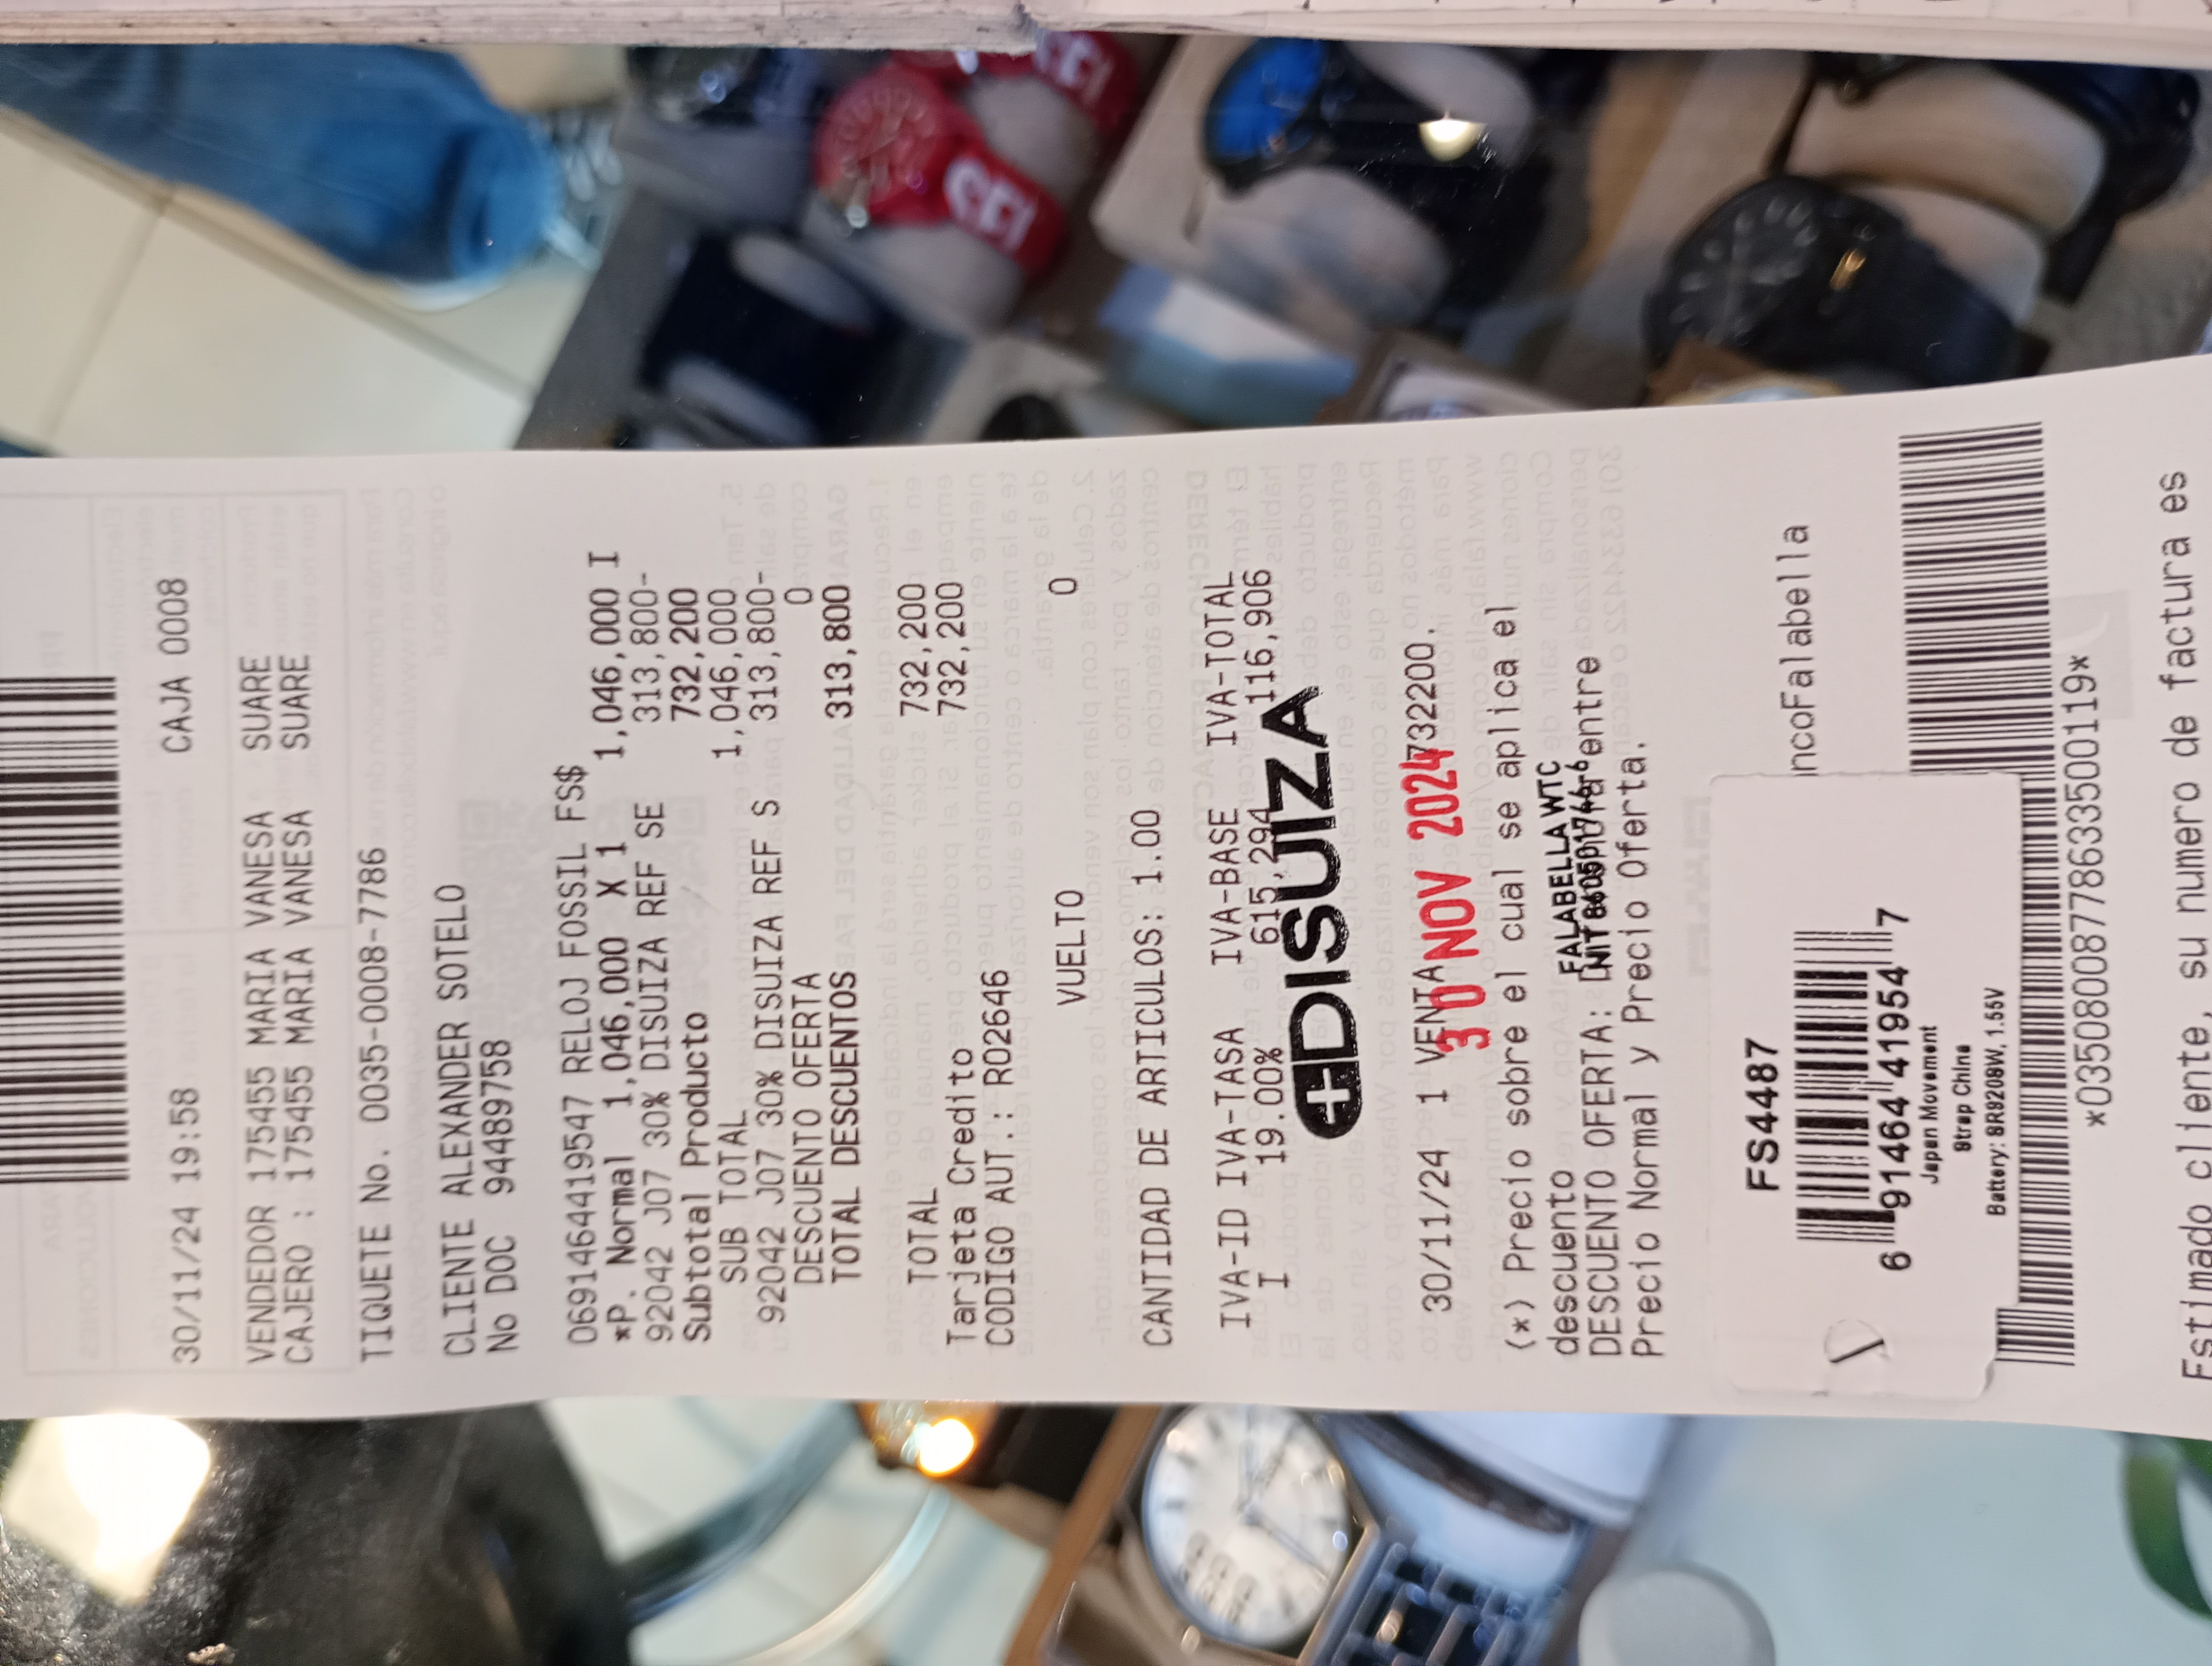 30/11/24 19:58 CAJA 0008
VENDEDOR 175455 MARIA VANESA SUARE
CAJERO : 175455 MARIA VANESA SUARE
TIQUETE No. 0035-0008-7786
CLIENTE ALEXANDER SOTELO
No DOC 94489758
0691464419547 RELOJ FOSSIL FS$
*P. Normal 1,046,000 X 1 1,046,000 I
92042 J07 30% DISUIZA REF SE 313,800-
Subtotal Producto 732,200
SUB TOTAL 1,046,000
92042 J07 30% DISUIZA REF S 313,800-
DESCUENTO OFERTA 0
TOTAL DESCUENTOS 313,800
TOTAL 732,200
Tarjeta Credito 732,200
CODIGO AUT.: R02646
VUELTO 0
CANTIDAD DE ARTICULOS: 1.00
IVA-ID IVA-TASA IVA-BASE IVA-TOTAL
I 19.00% 615,294 116,906
DISUIZA
30/11/24 1 VENTA 732200.
30 NOV 2024
(*) Precio sobre el cual se aplica el
descuento
FALABELLA WTC
DESCUENTO OFERTA: entre
NIT
Precio Normal y Precio Oferta.
FS4487
6 91464 41954 7
Japan Movement
Strap China
Battery: SR920SW, 1.55V
ncoFalabella
*035080087786335500119*
Estimado cliente, su numero de factura es